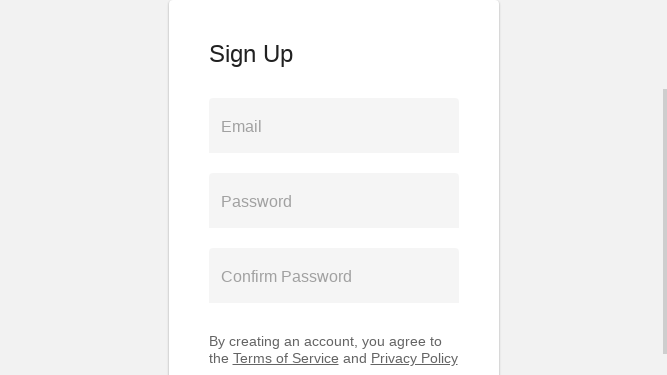 Sign Up
Email
Password
Confirm Password
By creating an account, you agree to
the Terms of Service and Privacy Policy